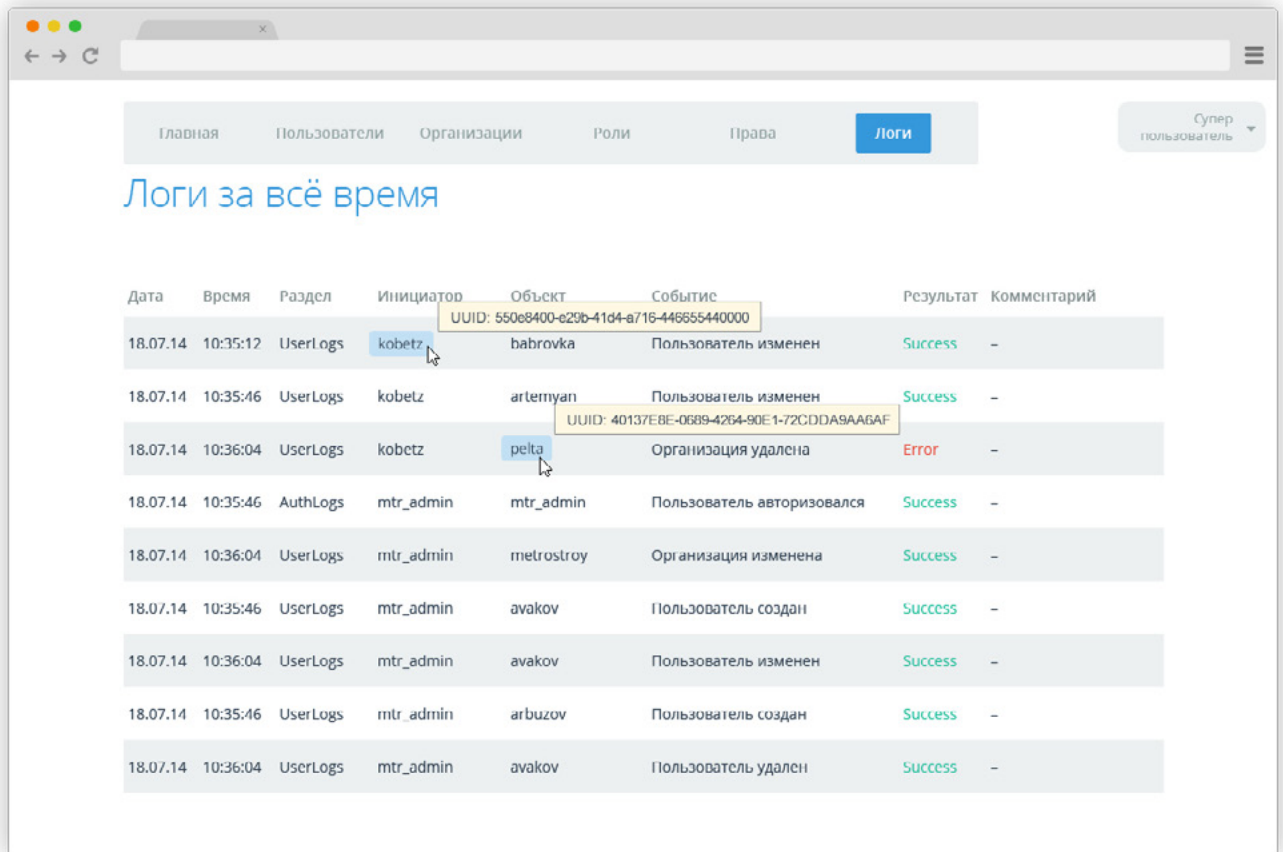 Главная Пользователи Организации Роли Права Логи Супер пользователь
Логи за всё время
Дата Время Раздел Инициатор Объект Событие Результат Комментарий
UUID: 550e8400-e29b-41d4-a716-446655440000
18.07.14 10:35:12 UserLogs kobetz babrovka Пользователь изменен Success –
18.07.14 10:35:46 UserLogs kobetz artemyan Пользователь изменен Success –
UUID: 40137E8E-0689-4264-90E1-72CDDA9AA6AF
18.07.14 10:36:04 UserLogs kobetz pelta Организация удалена Error –
18.07.14 10:35:46 AuthLogs mtr_admin mtr_admin Пользователь авторизовался Success –
18.07.14 10:36:04 UserLogs mtr_admin metrostroy Организация изменена Success –
18.07.14 10:35:46 UserLogs mtr_admin avakov Пользователь создан Success –
18.07.14 10:36:04 UserLogs mtr_admin avakov Пользователь изменен Success –
18.07.14 10:35:46 UserLogs mtr_admin arbuzov Пользователь создан Success –
18.07.14 10:36:04 UserLogs mtr_admin avakov Пользователь удален Success –